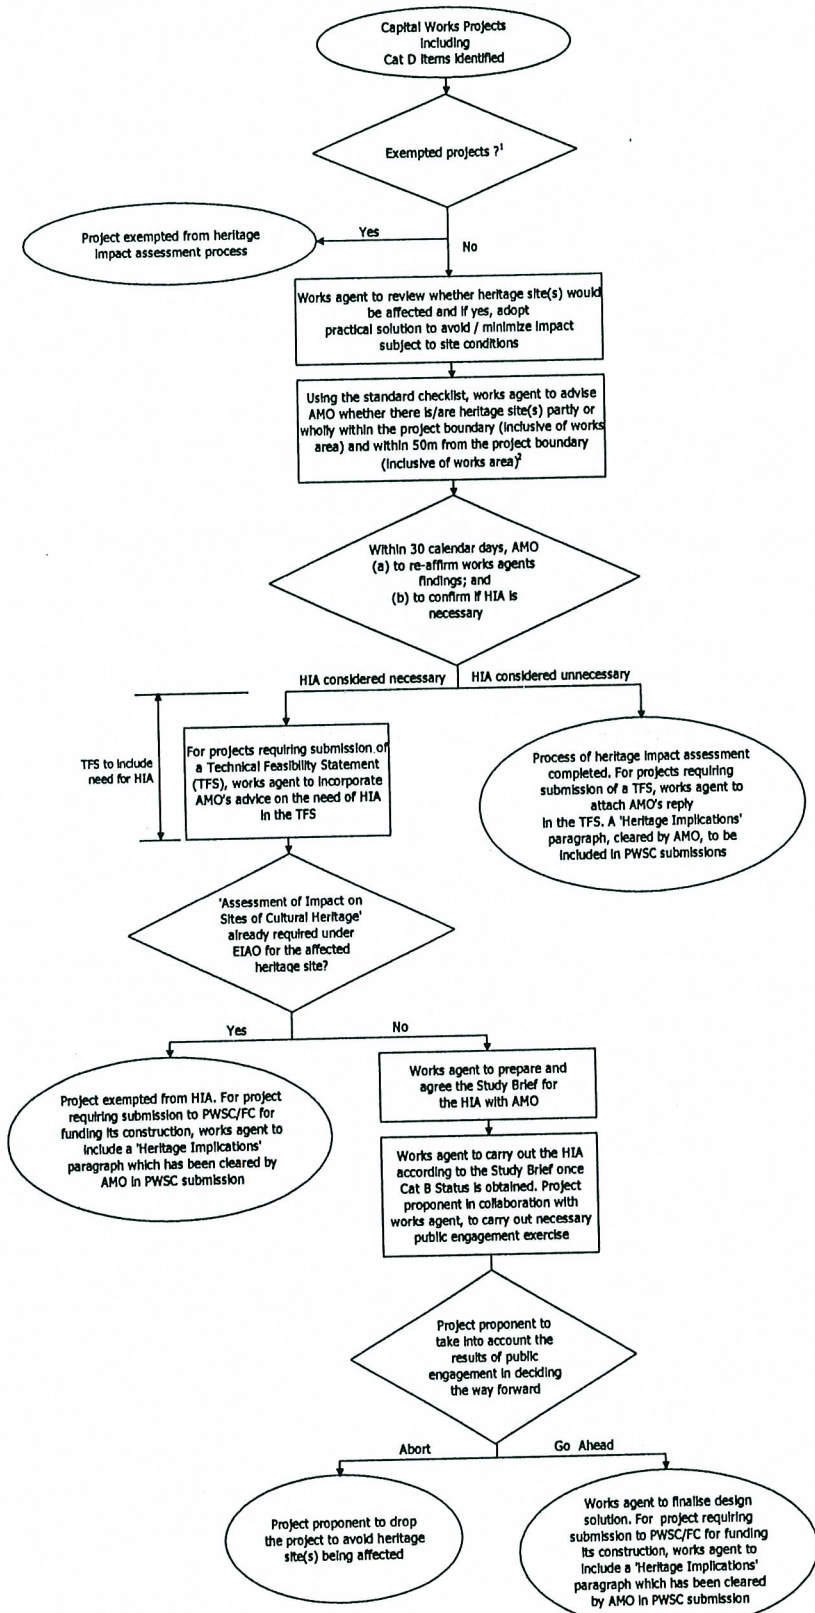 Capital Works Projects
Including
Cat D Items Identified
Exempted projects ?¹
Yes
No
Project exempted from heritage
impact assessment process
Works agent to review whether heritage site(s) would
be affected and if yes, adopt
practical solution to avoid / minimize impact
subject to site conditions
Using the standard checklist, works agent to advise
AMO whether there is/are heritage site(s) partly or
wholly within the project boundary (inclusive of works
area) and within 50m from the project boundary
(inclusive of works area)²
Within 30 calendar days, AMO
(a) to re-affirm works agents
findings; and
(b) to confirm if HIA is
necessary
HIA considered necessary
HIA considered unnecessary
TFS to include
need for HIA
For projects requiring submission of
a Technical Feasibility Statement
(TFS), works agent to incorporate
AMO's advice on the need of HIA
in the TFS
Process of heritage impact assessment
completed. For projects requiring
submission of a TFS, works agent to
attach AMO's reply
in the TFS. A 'Heritage Implications'
paragraph, cleared by AMO, to be
included in PWSC submissions
'Assessment of Impact on
Sites of Cultural Heritage'
already required under
EIAO for the affected
heritage site?
Yes
No
Project exempted from HIA. For project
requiring submission to PWSC/FC for
funding its construction, works agent to
include a 'Heritage Implications'
paragraph which has been cleared by
AMO in PWSC submission
Works agent to prepare and
agree the Study Brief for
the HIA with AMO
Works agent to carry out the HIA
according to the Study Brief once
Cat B Status is obtained. Project
proponent in collaboration with
works agent, to carry out necessary
public engagement exercise
Project proponent to
take into account the
results of public
engagement in deciding
the way forward
Abort
Go Ahead
Project proponent to drop
the project to avoid heritage
site(s) being affected
Works agent to finalise design
solution. For project requiring
submission to PWSC/FC for funding
its construction, works agent to
include a 'Heritage Implications'
paragraph which has been cleared
by AMO in PWSC submission